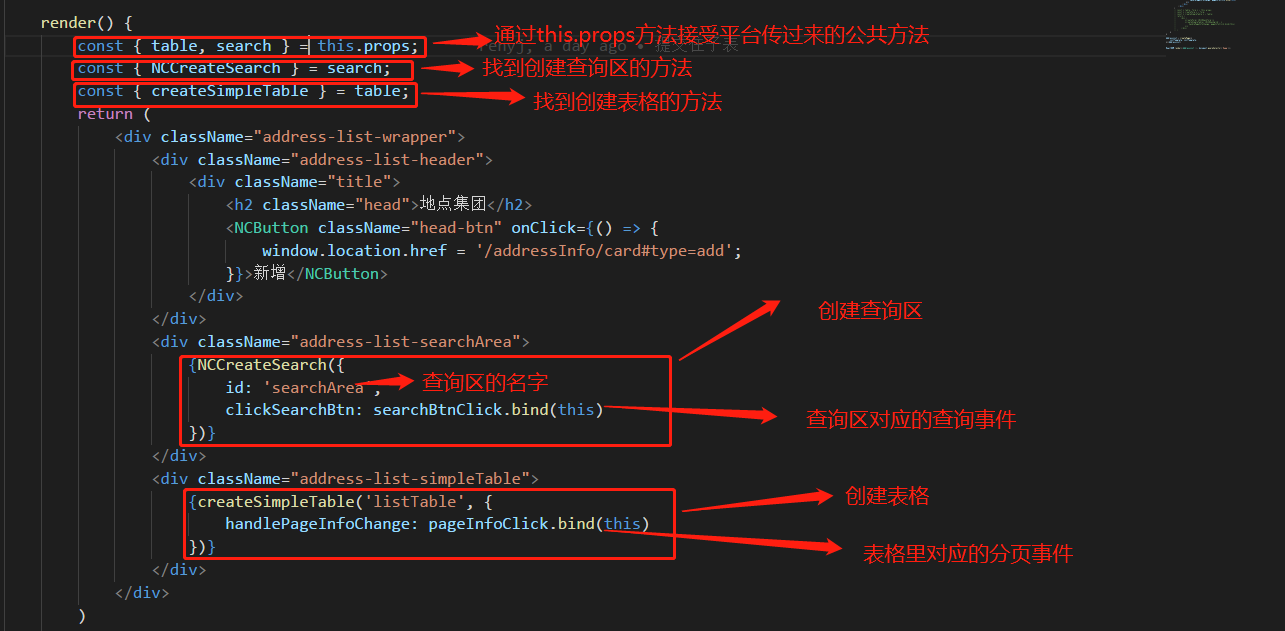 render() {
const { table, search } = this.props;
renyj, a day ago • 提交在子表
通过this.props方法接受平台传过来的公共方法
const { NCCreateSearch } = search;
找到创建查询区的方法
const { createSimpleTable } = table;
找到创建表格的方法
return (
<div className="address-list-wrapper">
<div className="address-list-header">
<div className="title">
<h2 className="head">地点集团</h2>
<NCButton className="head-btn" onClick={() => {
window.location.href = '/addressInfo/card#type=add';
}}>新增</NCButton>
</div>
</div>
创建查询区
<div className="address-list-searchArea">
{NCCreateSearch({
id: 'searchArea',
查询区的名字
clickSearchBtn: searchBtnClick.bind(this)
查询区对应的查询事件
})}
</div>
<div className="address-list-simpleTable">
{createSimpleTable('listTable', {
创建表格
handlePageInfoChange: pageInfoClick.bind(this)
})}
表格里对应的分页事件
</div>
</div>
)